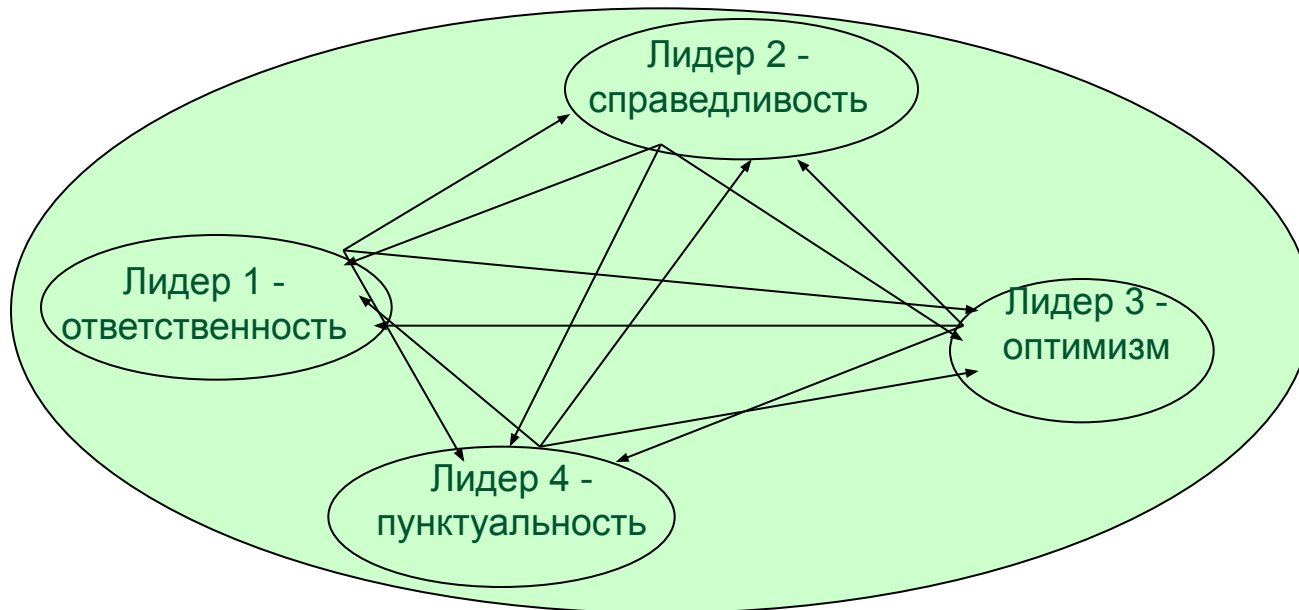 Лидер 2 -
справедливость
Лидер 1 -
ответственность
Лидер 3 -
оптимизм
Лидер 4 -
пунктуальность